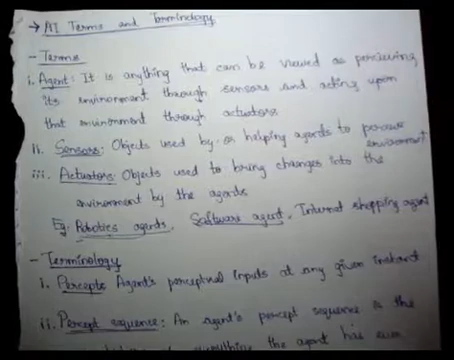 → AI Terms and Terminology
- Terms
i. Agent: It is anything that can be viewed as perceiving
its environment through sensors and acting upon
that environment through actuators
ii. Sensors: Objects used by or helping agents to
environment
iii. Actuators: Objects used to bring changes into the
environment by the agents
Eg: Robotics agents, Software agent, Internet shopping agent
- Terminology
i. Percepts Agent's perceptual inputs at any given instant
ii. Percept sequence: An agent's percept sequence is the
everything the agent has ever